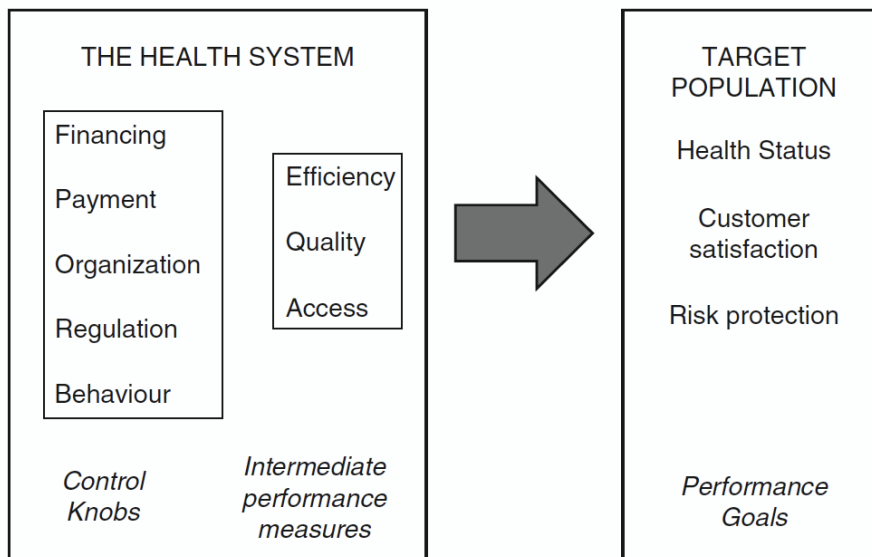 THE HEALTH SYSTEM
Financing
Payment
Organization
Regulation
Behaviour
Control
Knobs
Efficiency
Quality
Access
Intermediate
performance
measures
TARGET
POPULATION
Health Status
Customer
satisfaction
Risk protection
Performance
Goals